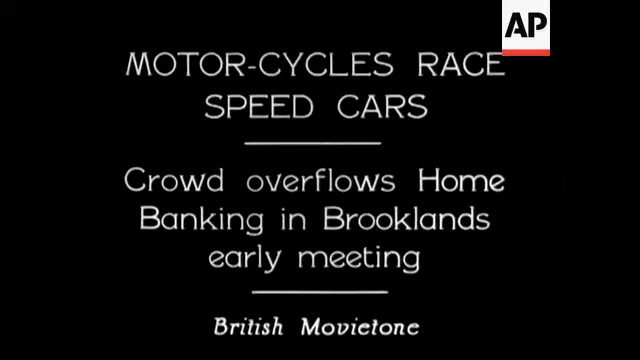 AP
MOTOR-CYCLES RACE
SPEED CARS
Crowd overflows Home
Banking in Brooklands
early meeting
British Movietone